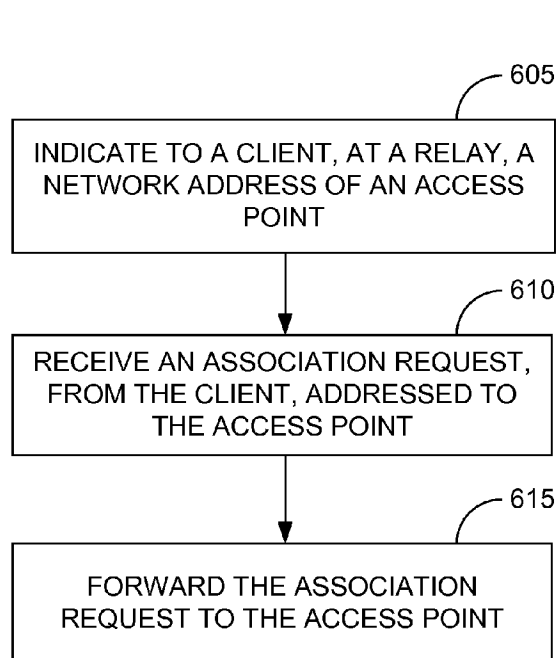 605
INDICATE TO A CLIENT, AT A RELAY, A
NETWORK ADDRESS OF AN ACCESS
POINT
610
RECEIVE AN ASSOCIATION REQUEST,
FROM THE CLIENT, ADDRESSED TO
THE ACCESS POINT
615
FORWARD THE ASSOCIATION
REQUEST TO THE ACCESS POINT